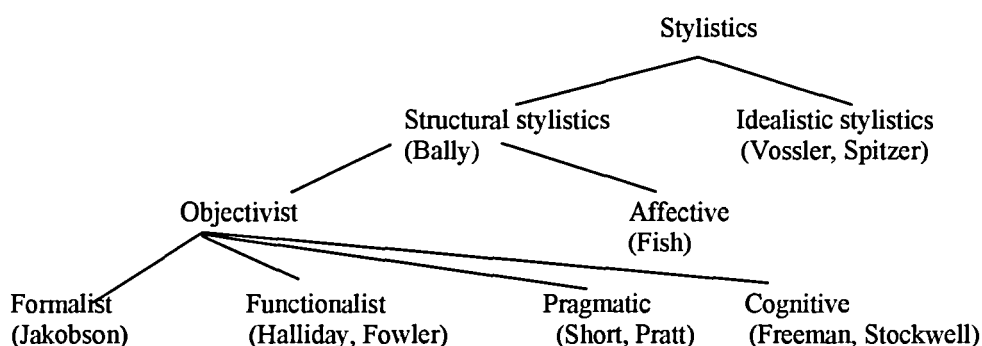 Stylistics
Structural stylistics
(Bally)
Idealistic stylistics
(Vossler, Spitzer)
Objectivist
Affective
(Fish)
Formalist
(Jakobson)
Functionalist
(Halliday, Fowler)
Pragmatic
(Short, Pratt)
Cognitive
(Freeman, Stockwell)